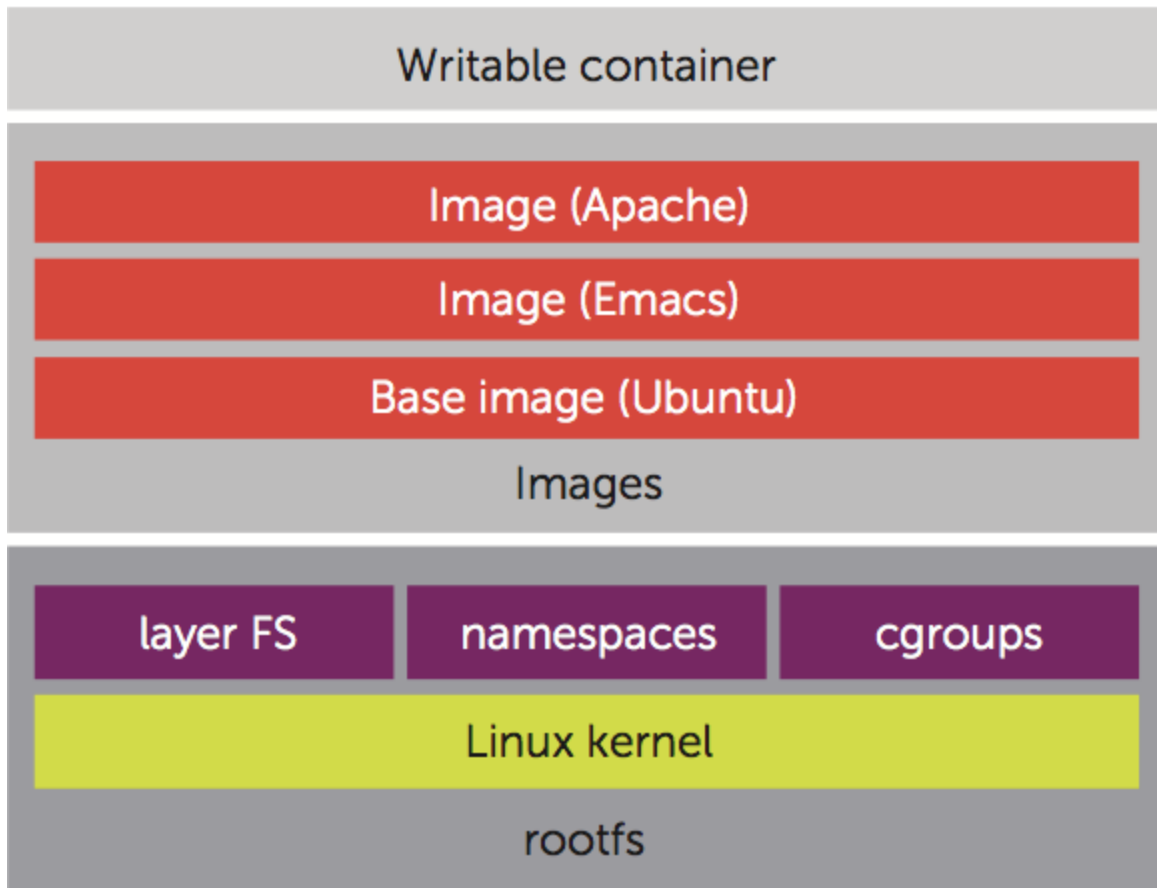 Writable container
Image (Apache)
Image (Emacs)
Base image (Ubuntu)
Images
layer FS
namespaces
cgroups
Linux kernel
rootfs